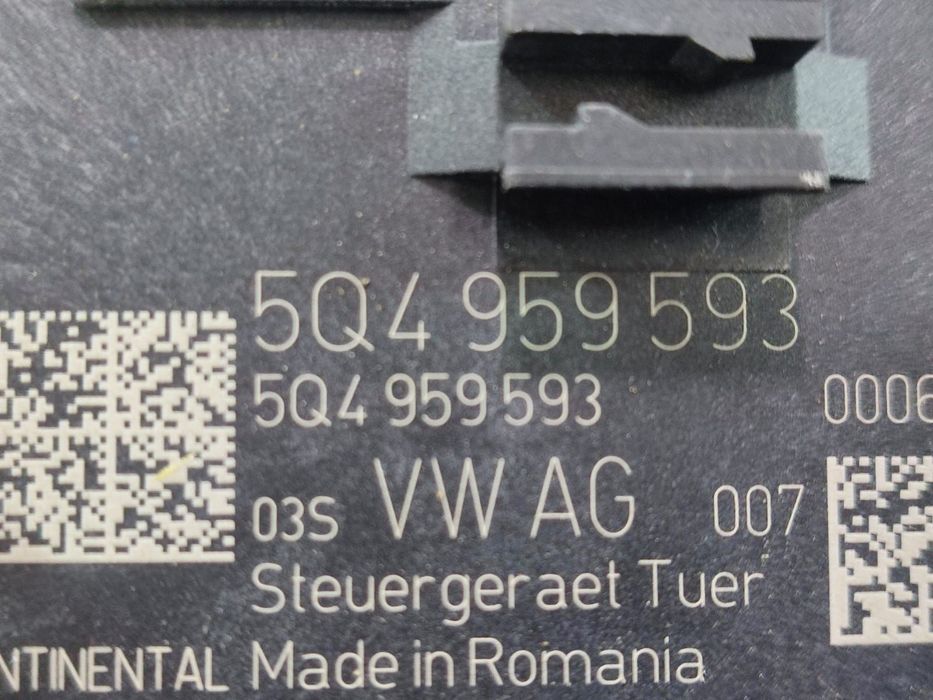 5Q4 959 593
5Q4 959 593 0006
03S VW AG 007
Steuergeraet Tuer
NTINENTAL Made in Romania